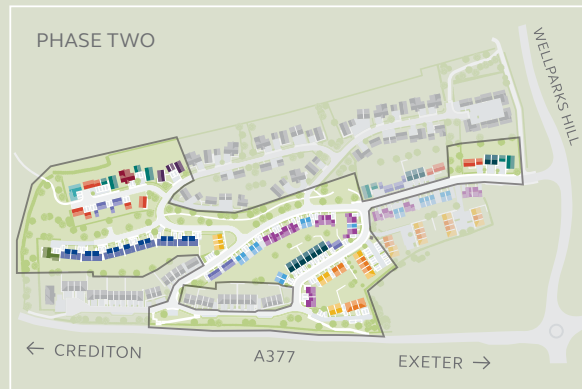 PHASE TWO
WELLPARKS HILL
← CREDITON
A377
EXETER →